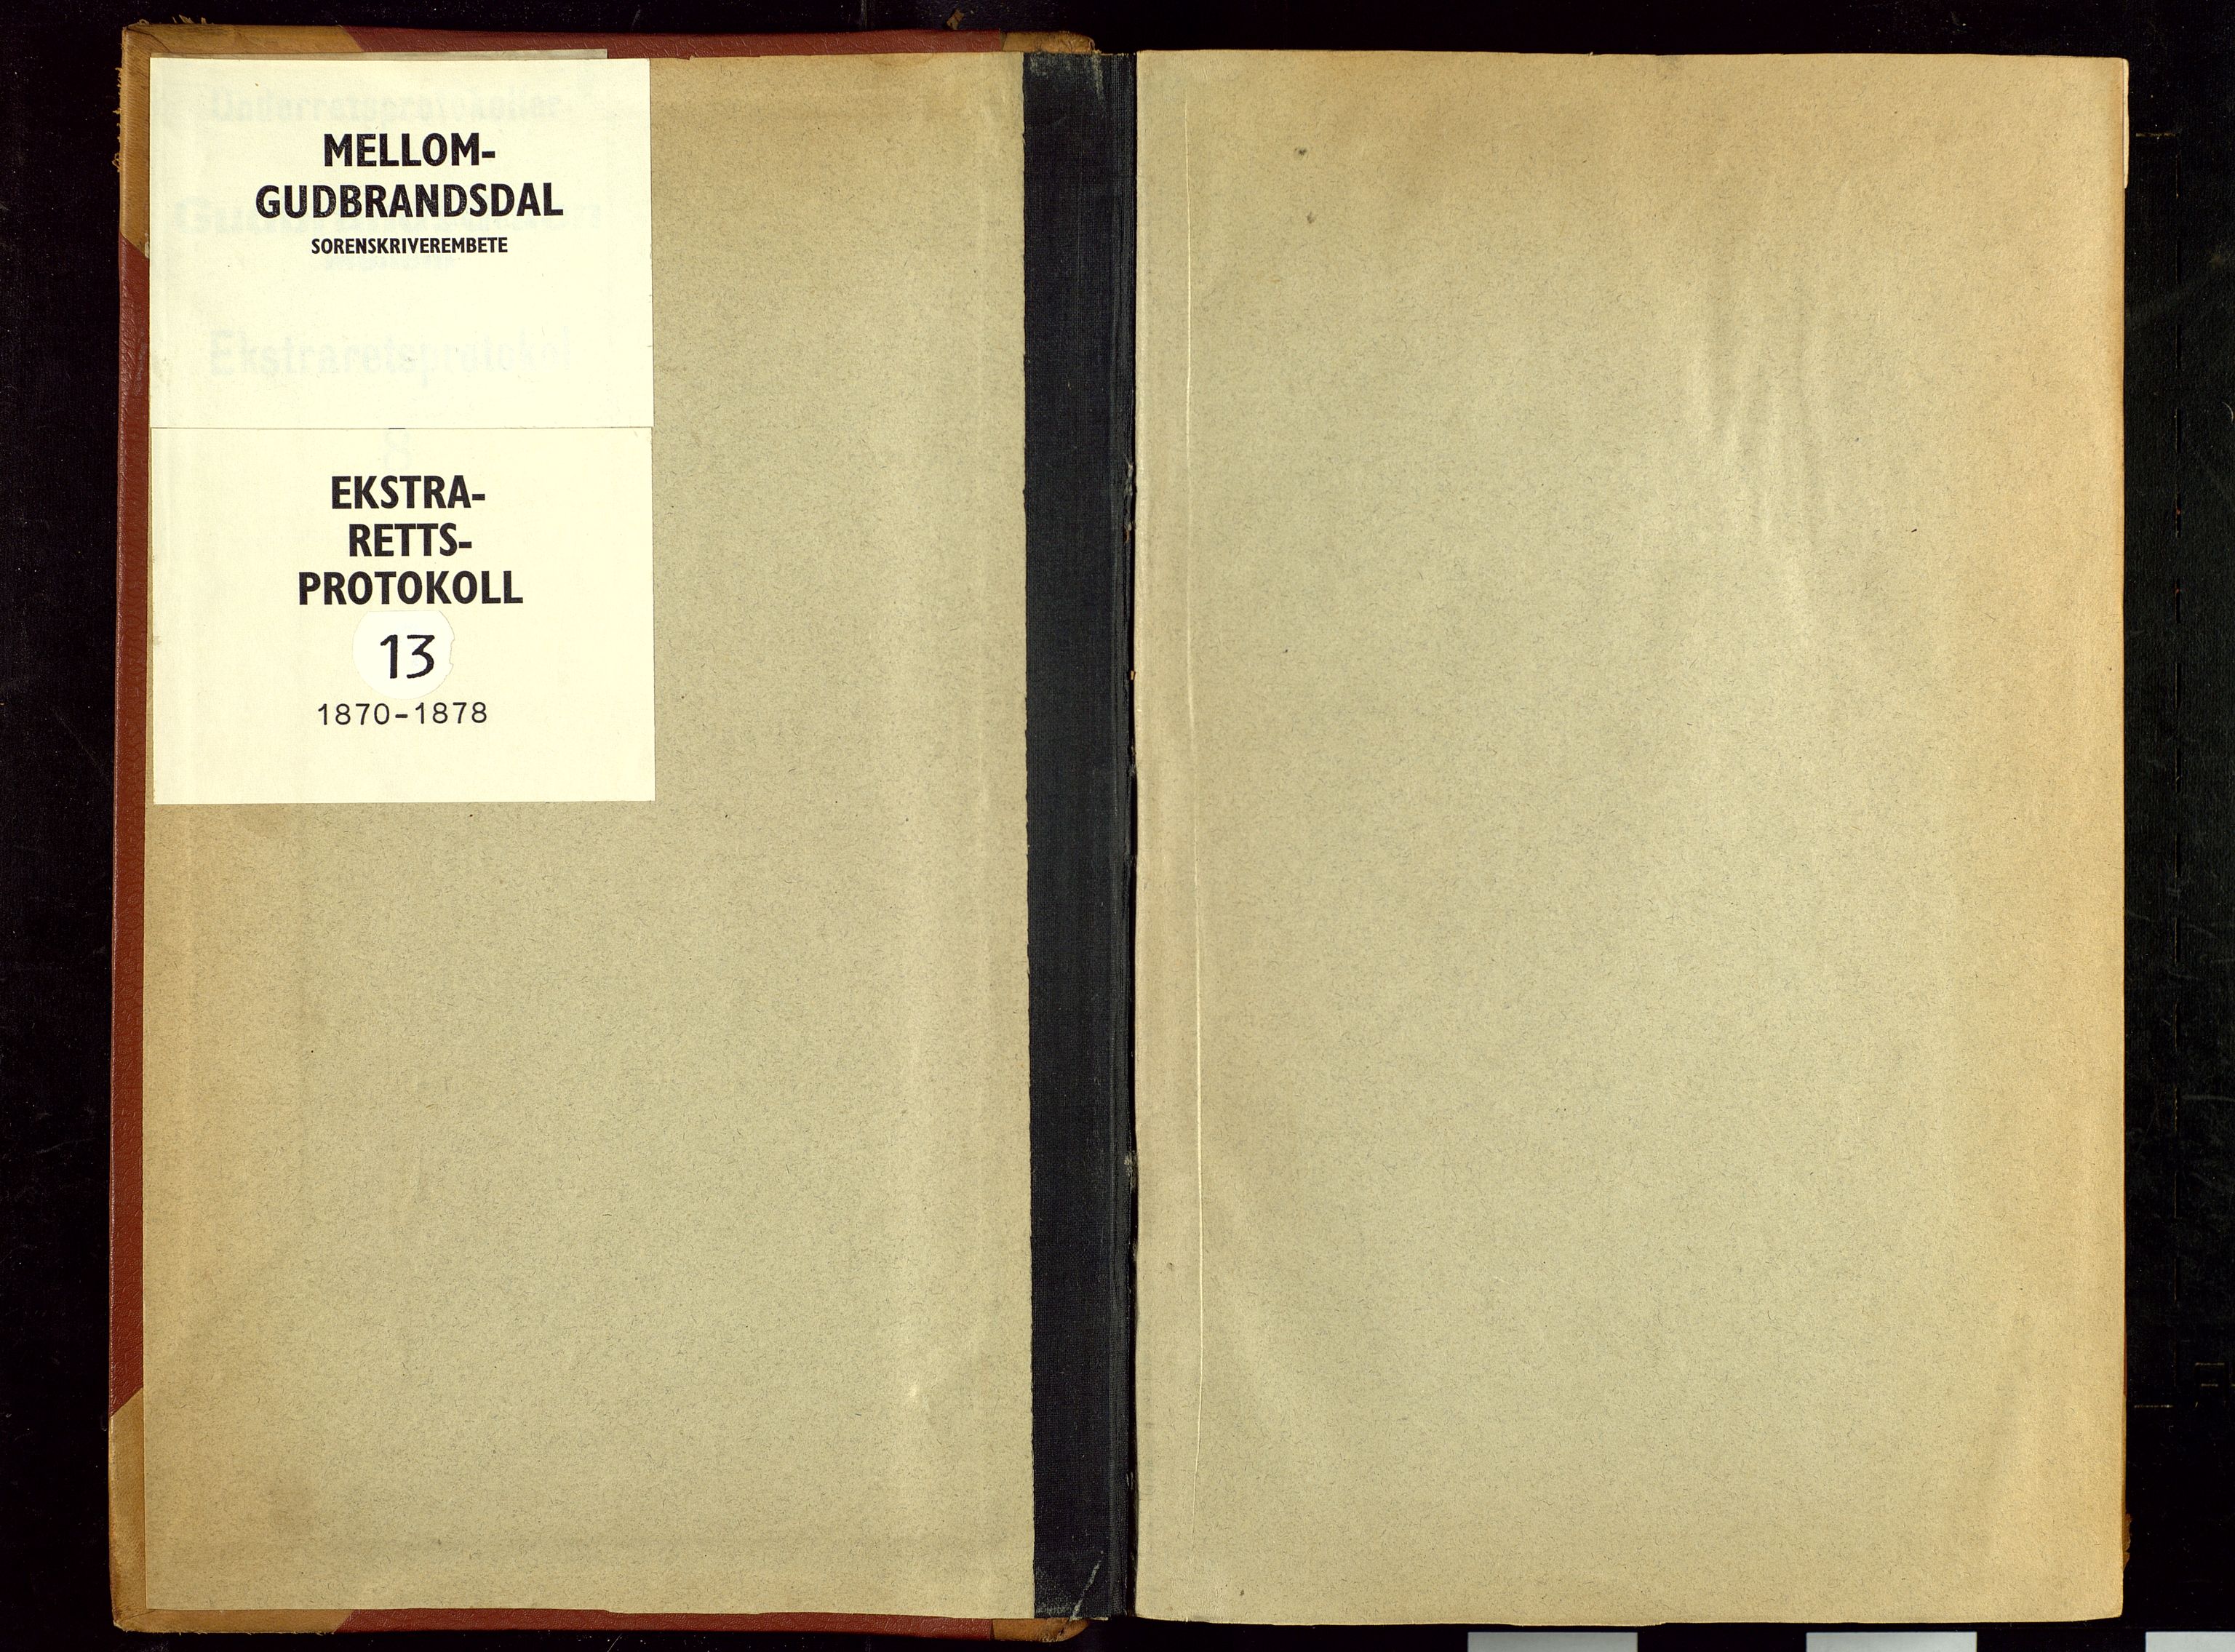 MELLOM-
GUDBRANDSDAL
SORENSKRIVEREMBETE
EKSTRA-
RETTS-
PROTOKOLL
13
1870-1878